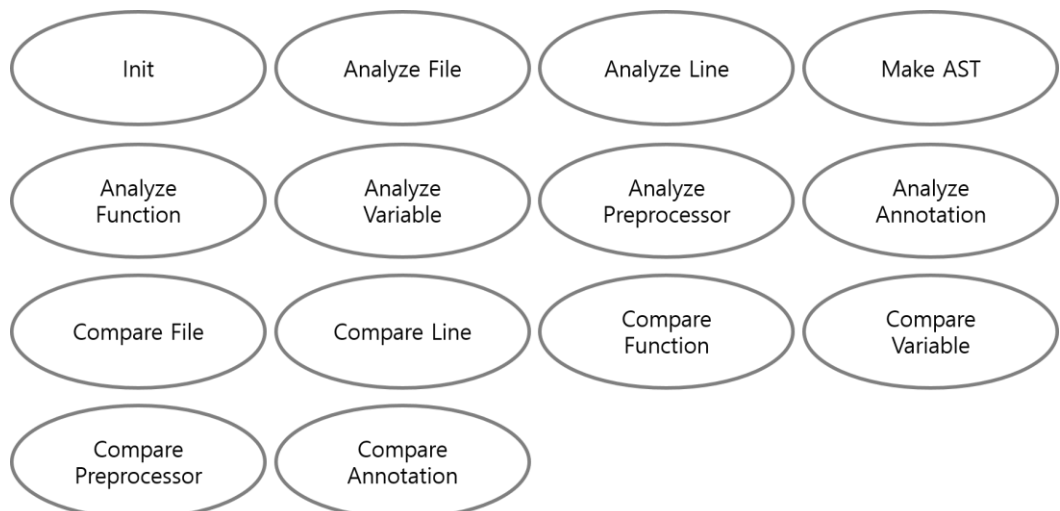 Init
Analyze File
Analyze Line
Make AST
Analyze
Function
Analyze
Variable
Analyze
Preprocessor
Analyze
Annotation
Compare File
Compare Line
Compare
Function
Compare
Variable
Compare
Preprocessor
Compare
Annotation